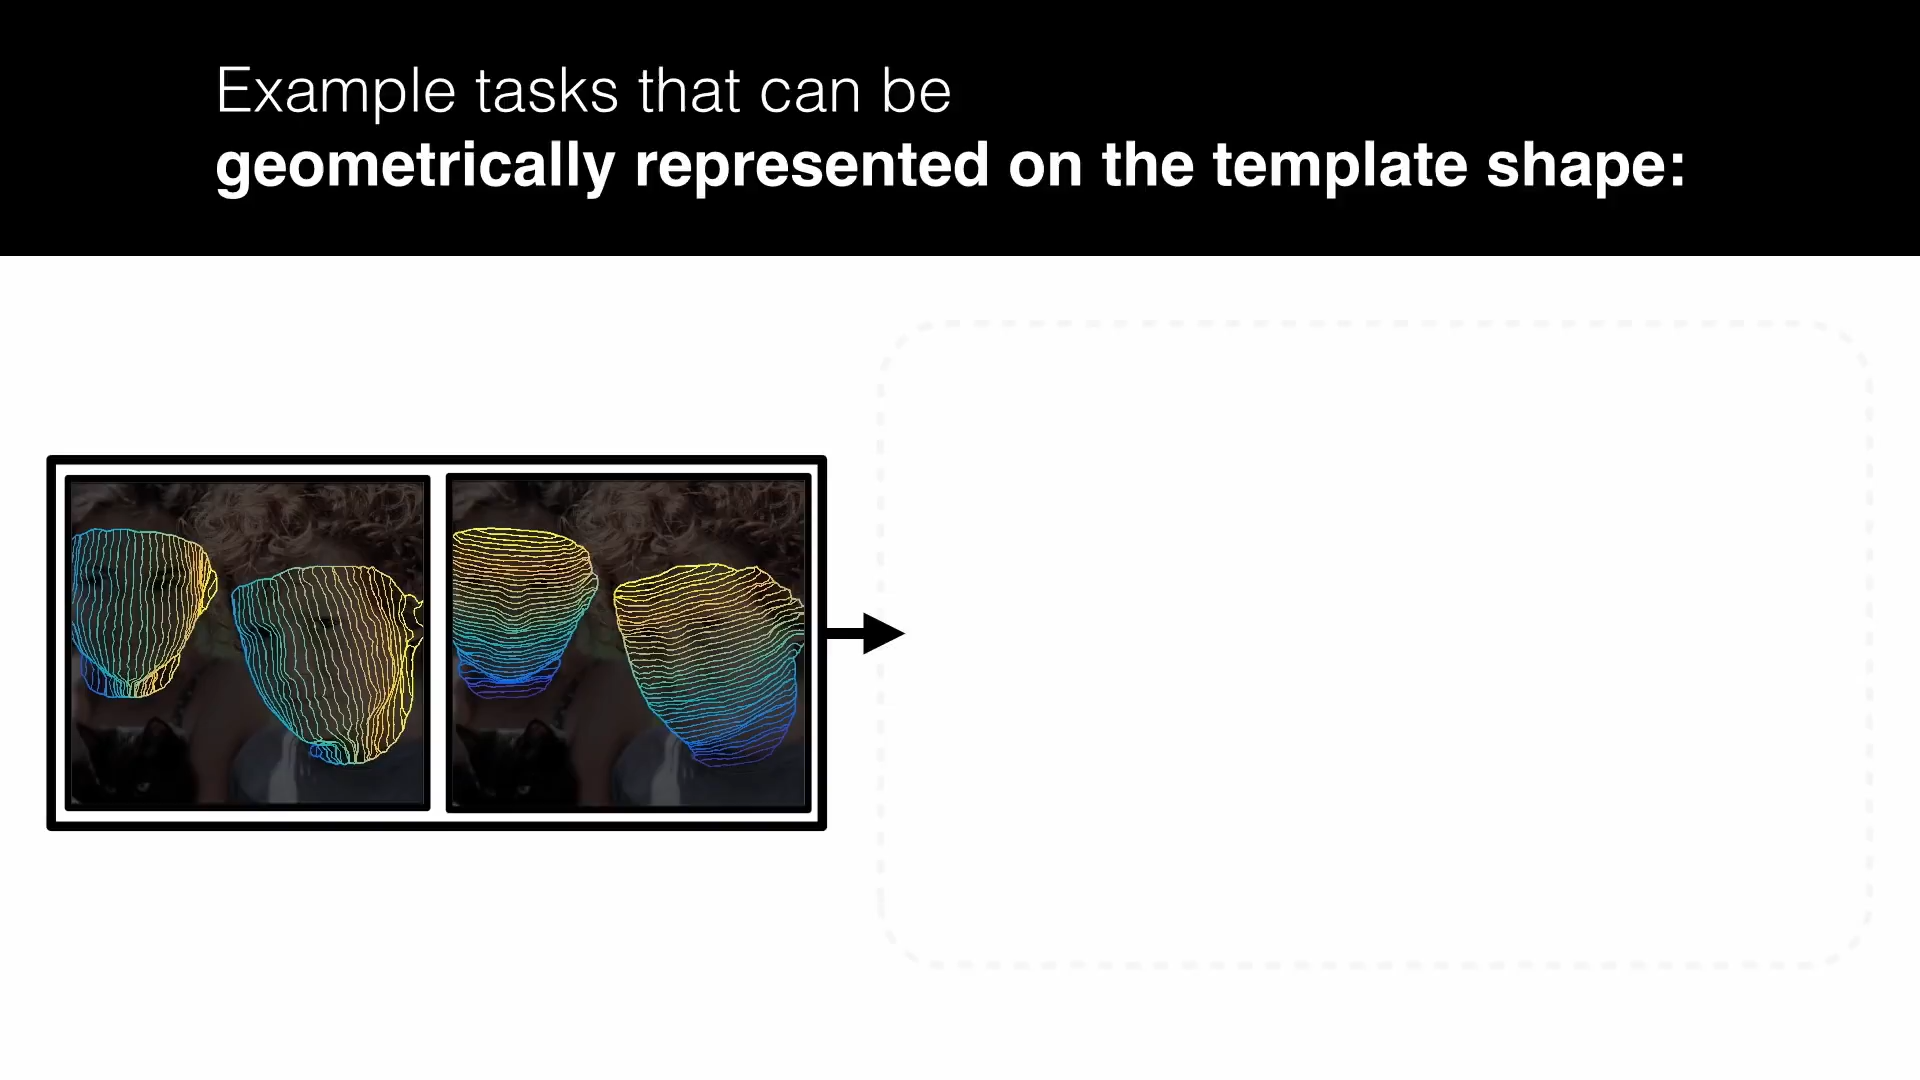 Example tasks that can be
geometrically represented on the template shape: